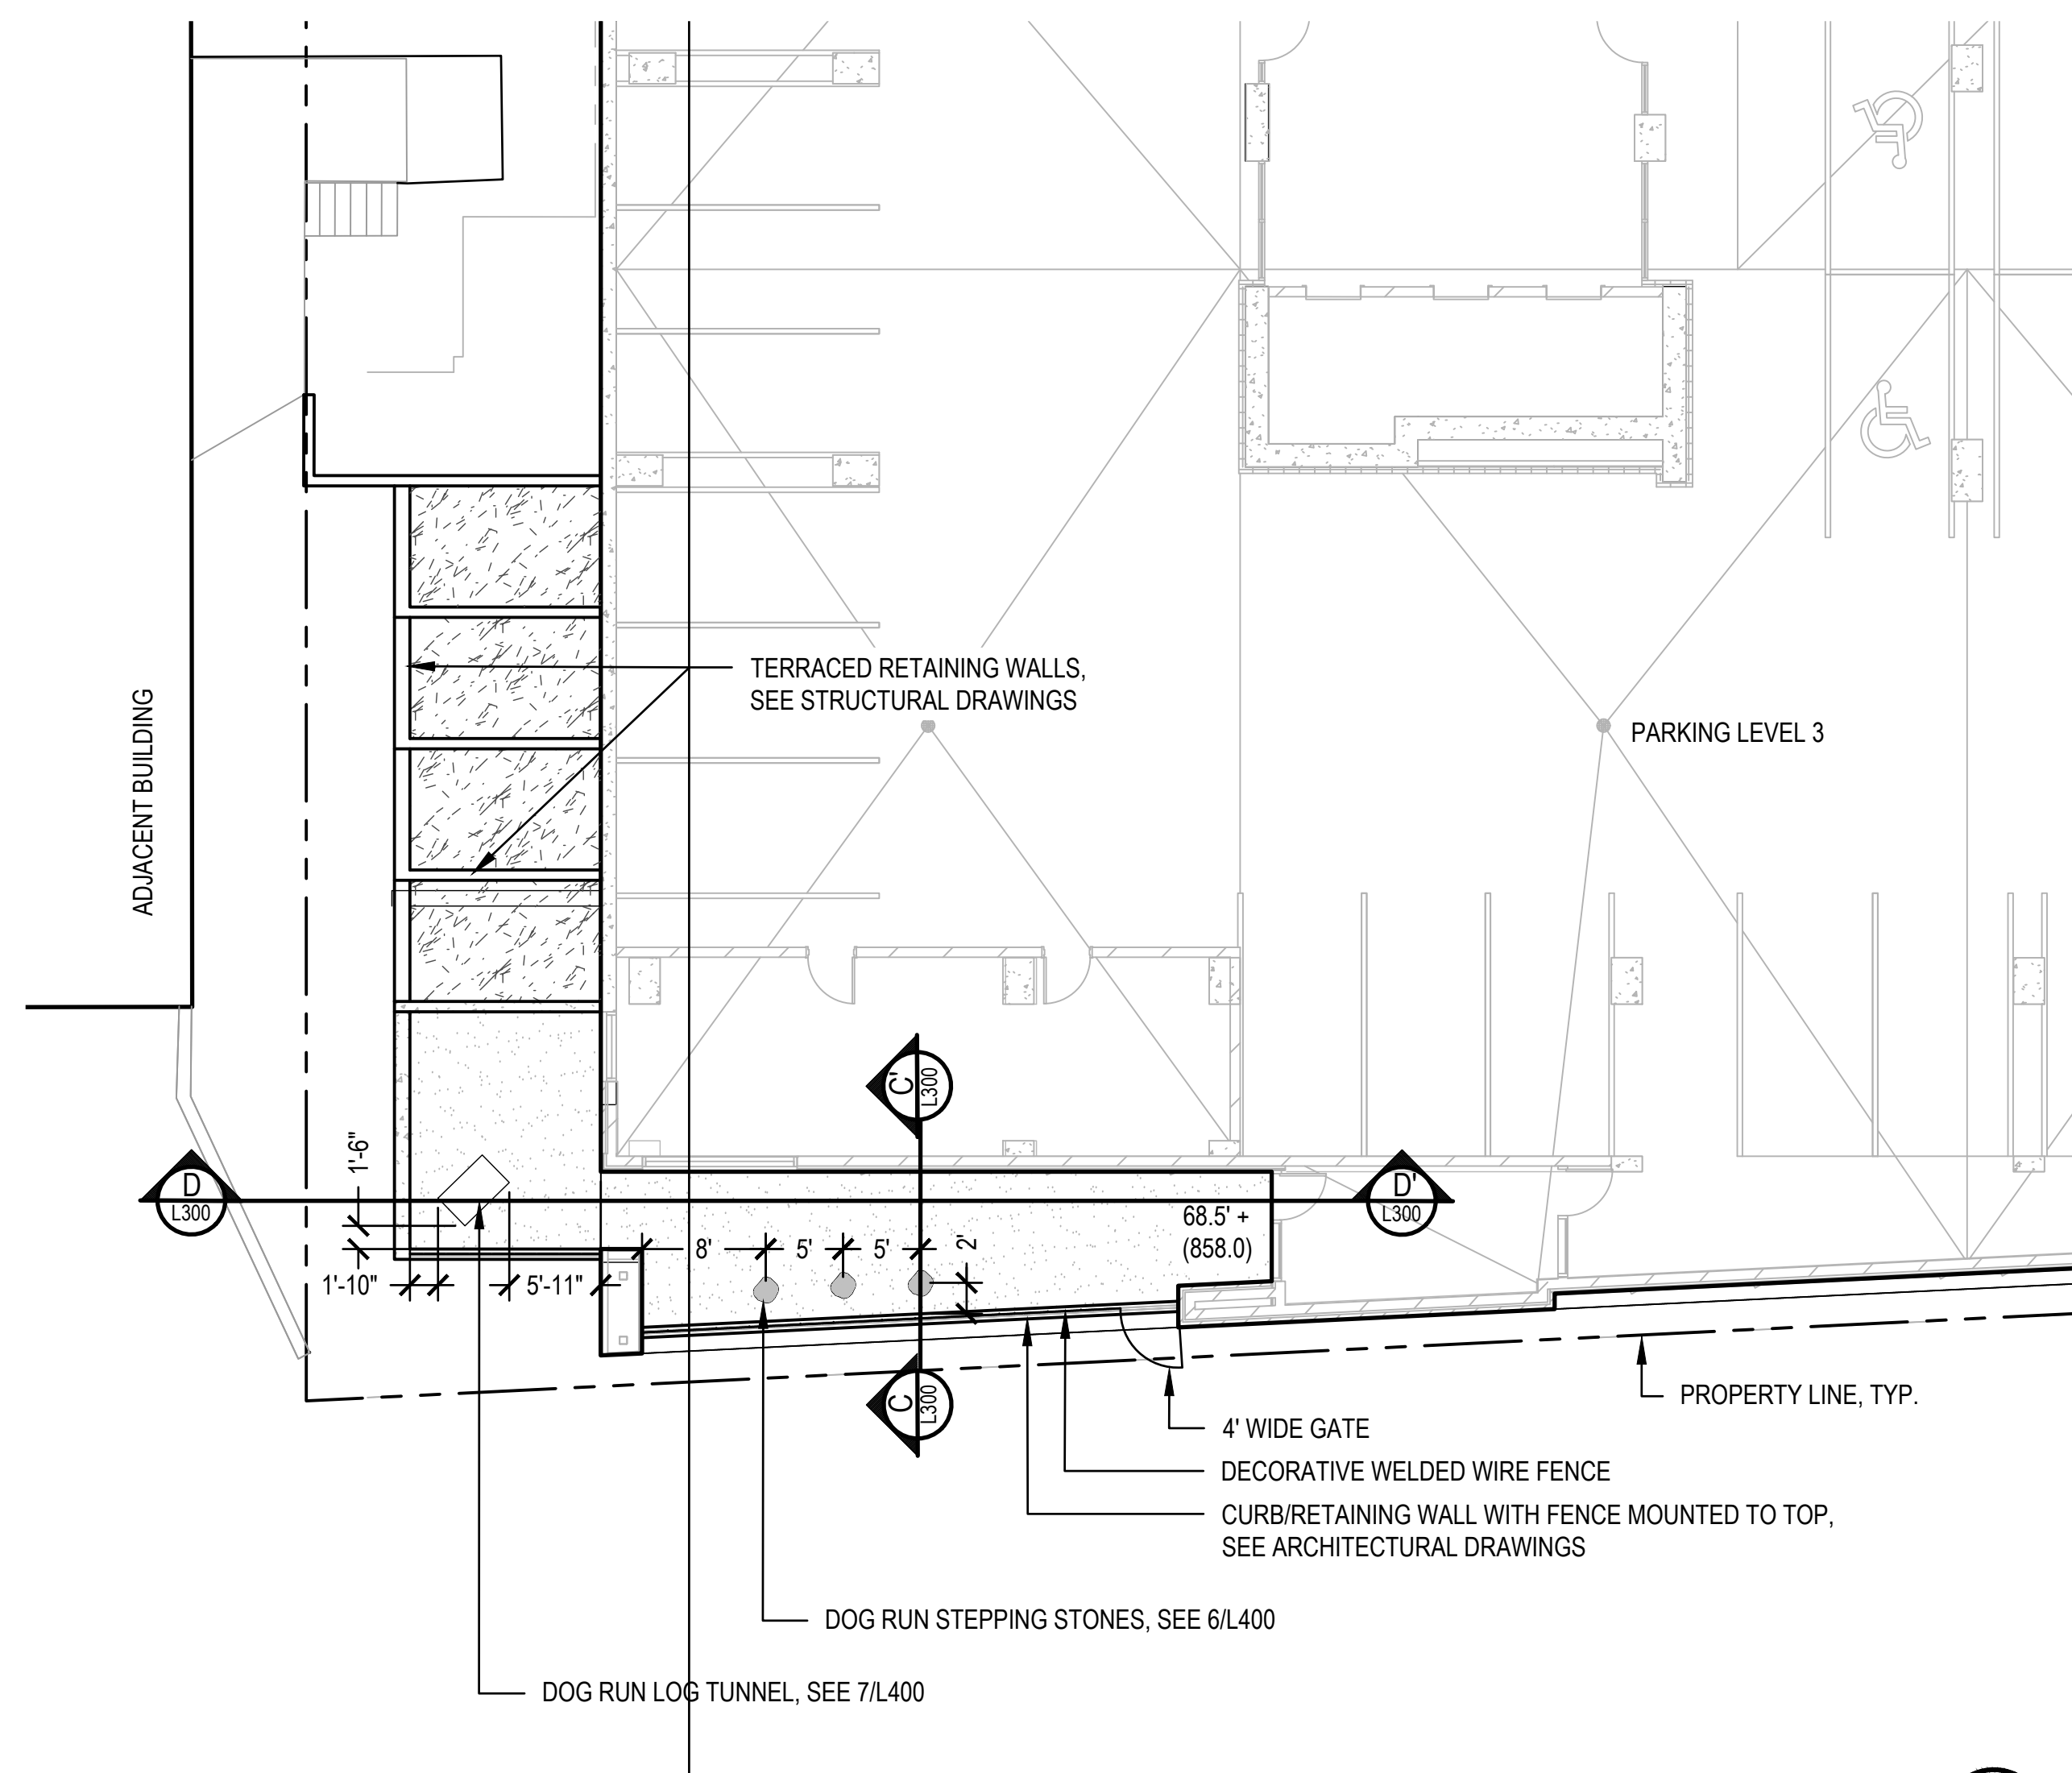 TERRACED RETAINING WALLS,
SEE STRUCTURAL DRAWINGS
PARKING LEVEL 3
ADJACENT BUILDING
C'
L300
1'-6"
D
L300
D'
L300
68.5' +
(858.0)
8'
5'
5'
2'
1'-10"
5'-11"
C
L300
PROPERTY LINE, TYP.
4' WIDE GATE
DECORATIVE WELDED WIRE FENCE
CURB/RETAINING WALL WITH FENCE MOUNTED TO TOP,
SEE ARCHITECTURAL DRAWINGS
DOG RUN STEPPING STONES, SEE 6/L400
DOG RUN LOG TUNNEL, SEE 7/L400